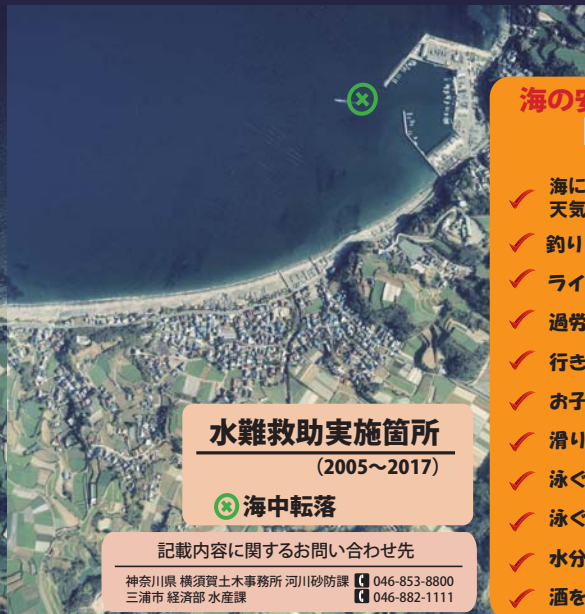 水難救助実施箇所
(2005〜2017)
海中転落
記載内容に関するお問い合わせ先
神奈川県 横須賀土木事務所 河川砂防課 046-853-8800
三浦市 経済部 水産課 046-882-1111
海の安
海に
天気
釣り
ライ
過労
行き
お子
滑り
泳ぐ
泳ぐ
水分
酒を